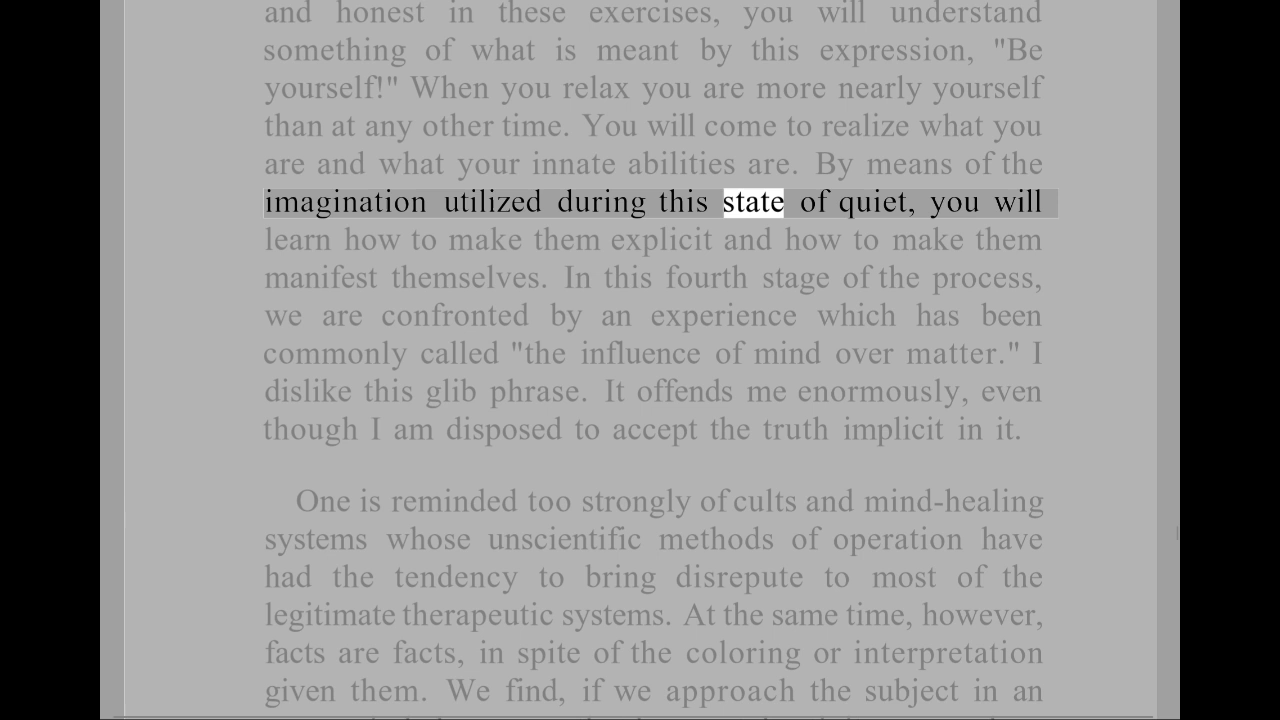 and honest in these exercises, you will understand
something of what is meant by this expression, "Be
yourself!" When you relax you are more nearly yourself
than at any other time. You will come to realize what you
are and what your innate abilities are. By means of the
imagination utilized during this state of quiet, you will
learn how to make them explicit and how to make them
manifest themselves. In this fourth stage of the process,
we are confronted by an experience which has been
commonly called "the influence of mind over matter." I
dislike this glib phrase. It offends me enormously, even
though I am disposed to accept the truth implicit in it.
One is reminded too strongly of cults and mind-healing
systems whose unscientific methods of operation have
had the tendency to bring disrepute to most of the
legitimate therapeutic systems. At the same time, however,
facts are facts, in spite of the coloring or interpretation
given them. We find, if we approach the subject in an